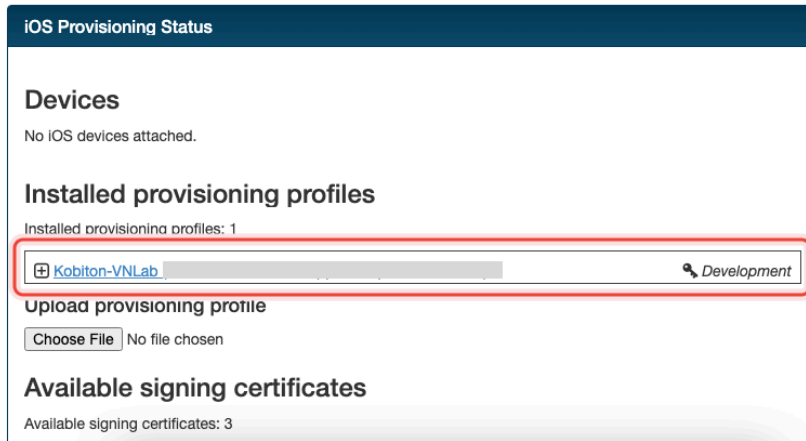 iOS Provisioning Status
Devices
No iOS devices attached.
Installed provisioning profiles
Installed provisioning profiles: 1
Kobiton-VNLab Development
Upload provisioning profile
Choose File No file chosen
Available signing certificates
Available signing certificates: 3